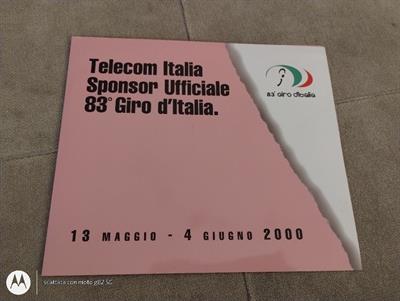 Telecom Italia
Sponsor Ufficiale
83° Giro d'Italia.
83° GIRO D'ITALIA
13 MAGGIO - 4 GIUGNO 2000
scattata con moto g82 5G